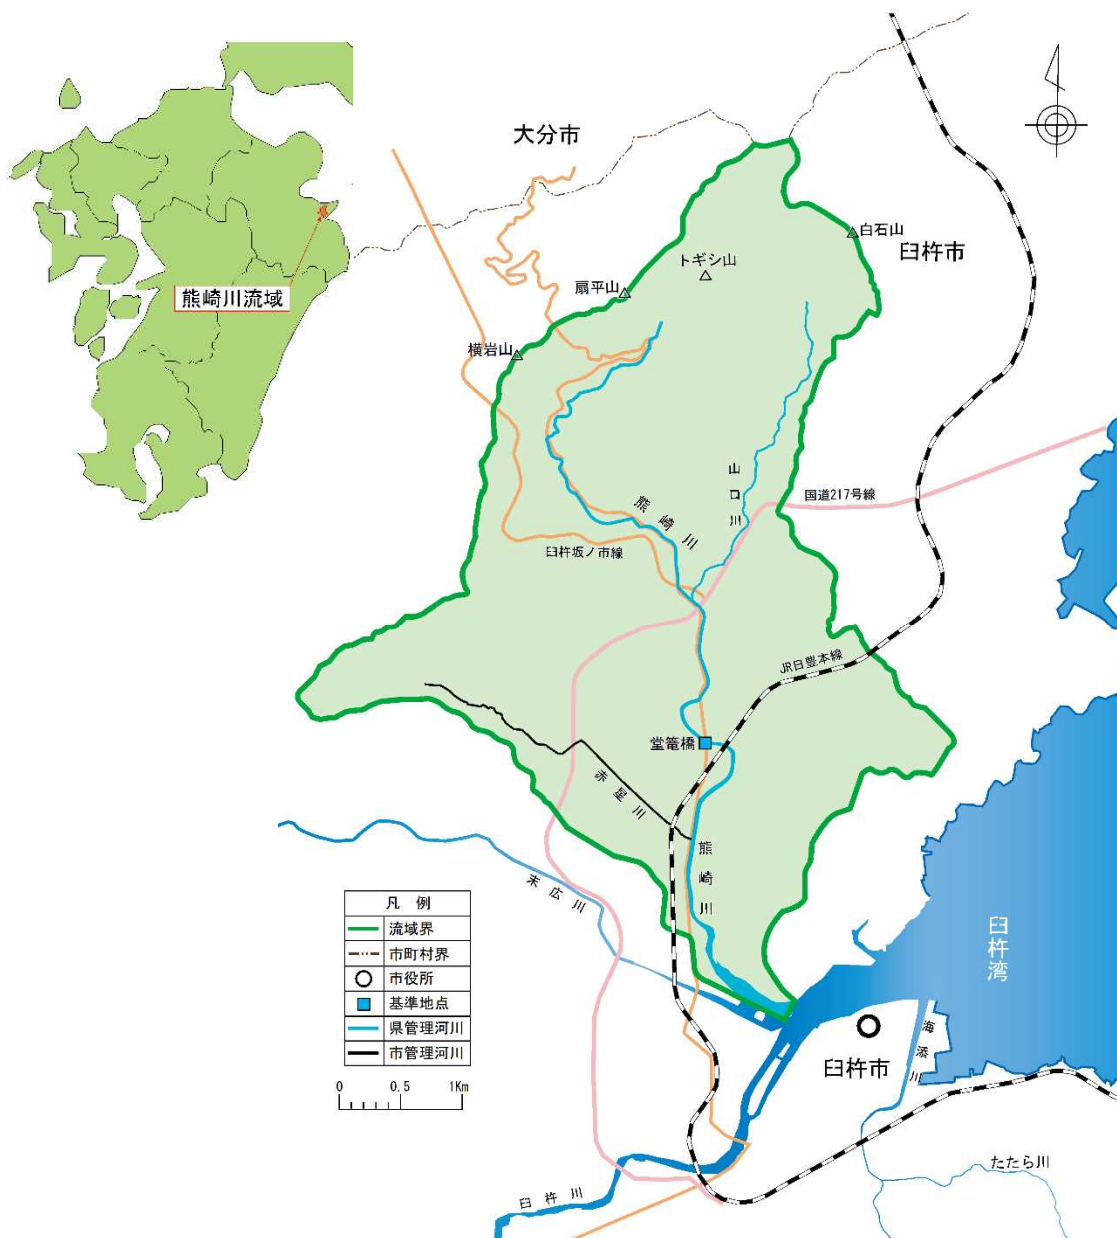 大分市
白石山
臼杵市
トギシ山
扇平山
熊崎川流域
横岩山
山口川
国道217号線
熊崎川
臼杵坂ノ市線
JR日豊本線
堂篭橋
赤星川
熊崎川
末広川
凡 例
流域界
市町村界
市役所
基準地点
県管理河川
市管理河川
0 0.5 1Km
臼杵湾
海添川
臼杵市
たたら川
臼杵川